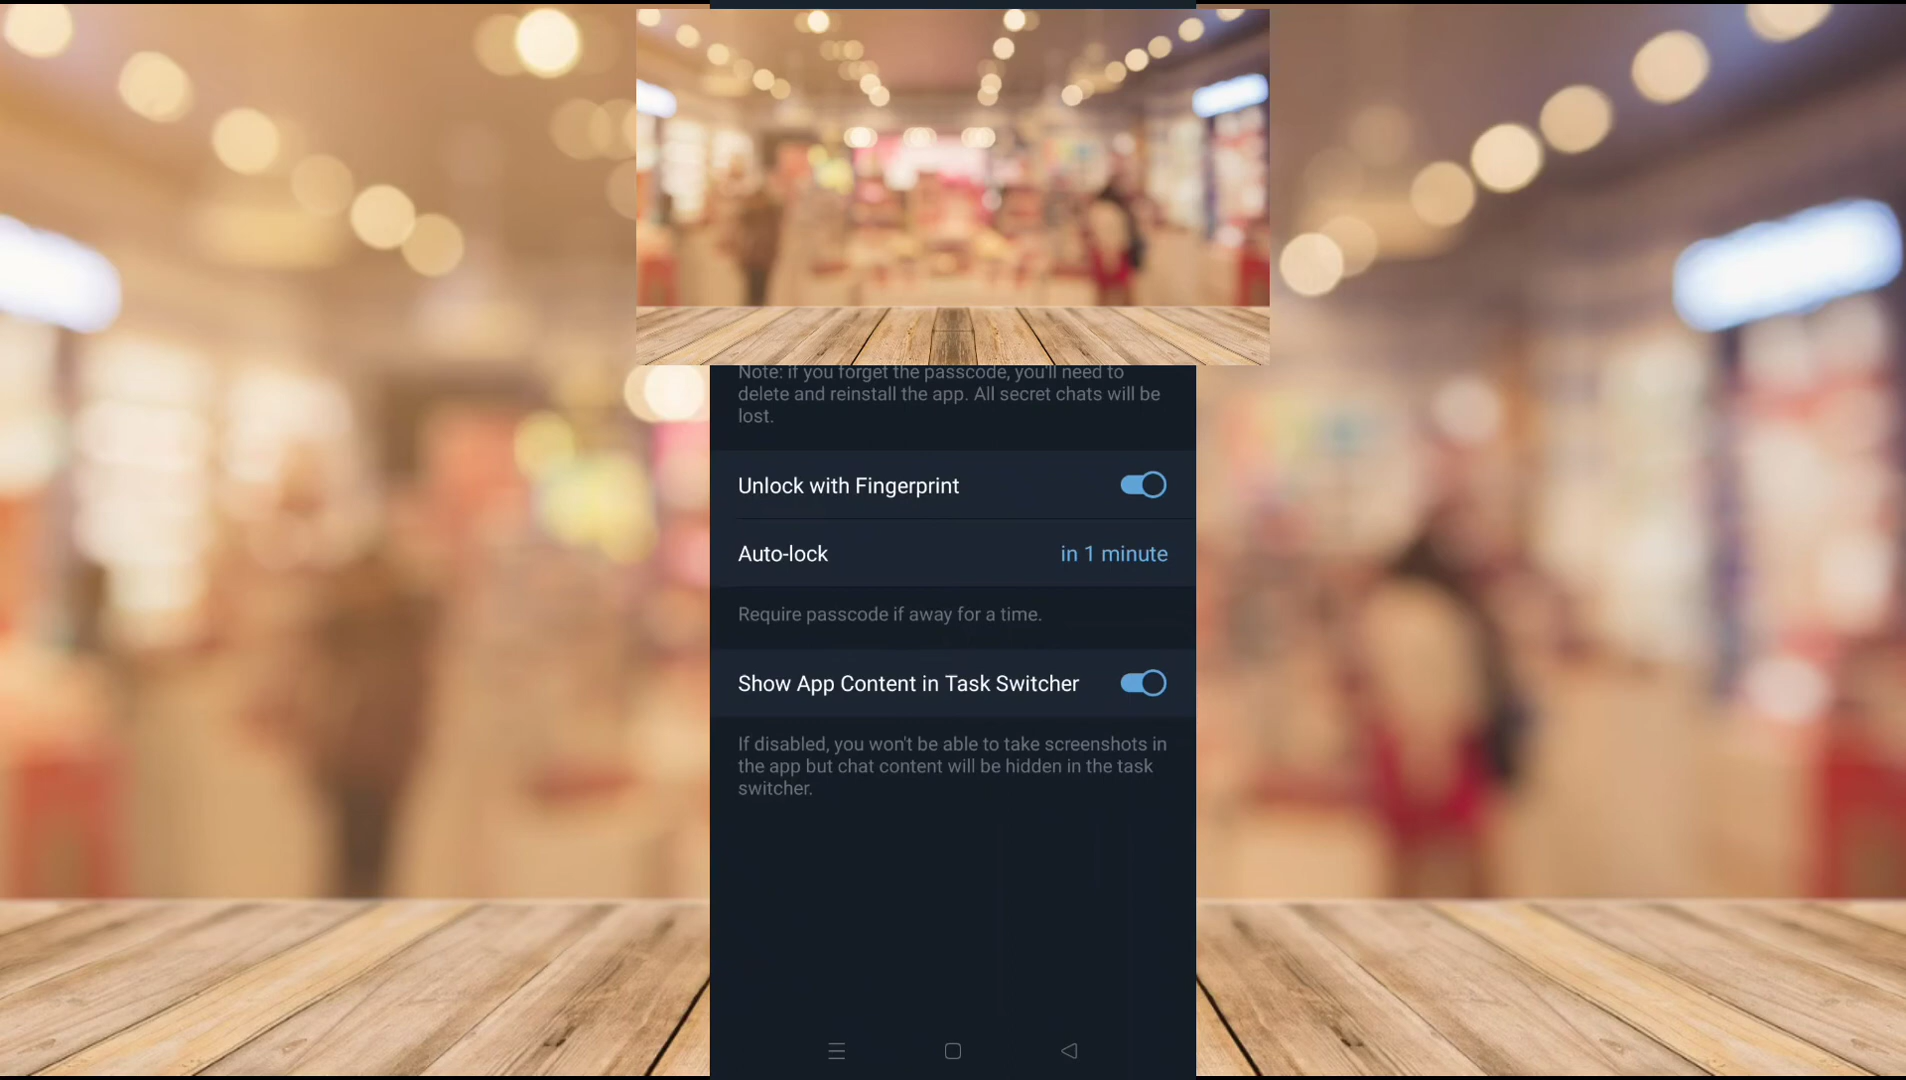 Note: if you forget the passcode, you'll need to
delete and reinstall the app. All secret chats will be
lost.
Unlock with Fingerprint
Auto-lock in 1 minute
Require passcode if away for a time.
Show App Content in Task Switcher
If disabled, you won't be able to take screenshots in
the app but chat content will be hidden in the task
switcher.